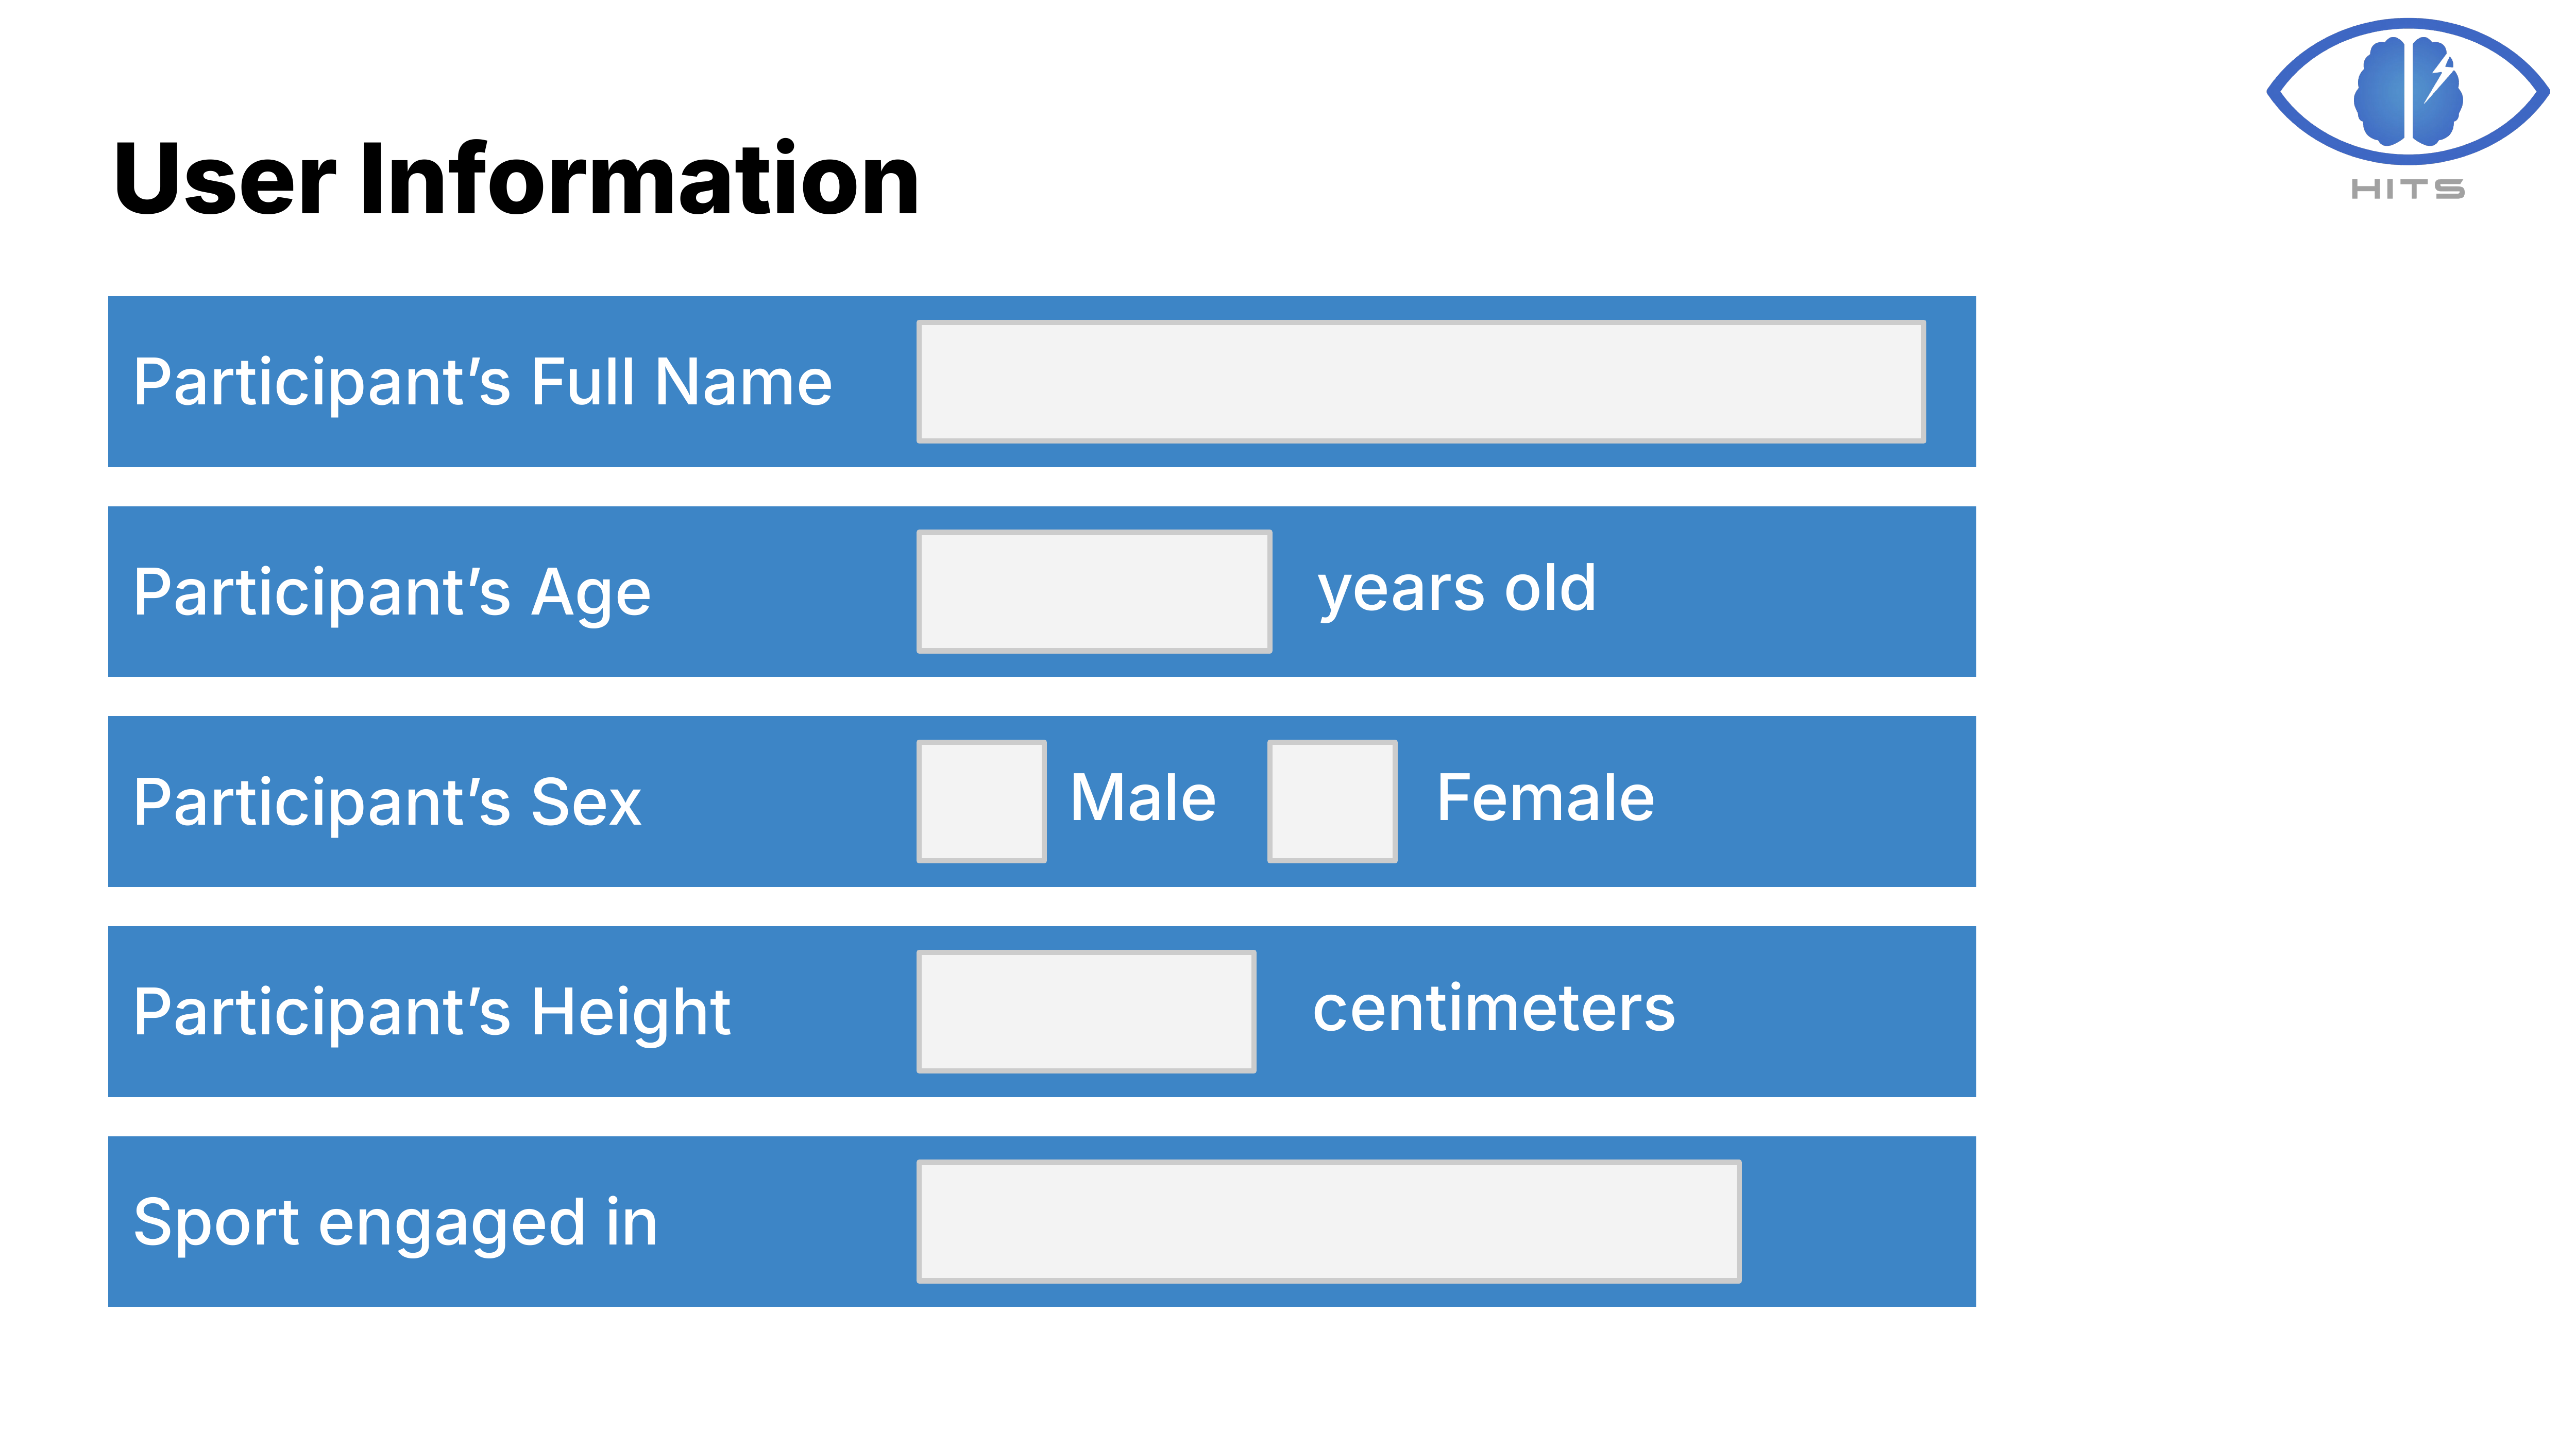 HITS
User Information
Participant’s Full Name
Participant’s Age years old
Participant’s Sex Male Female
Participant’s Height centimeters
Sport engaged in